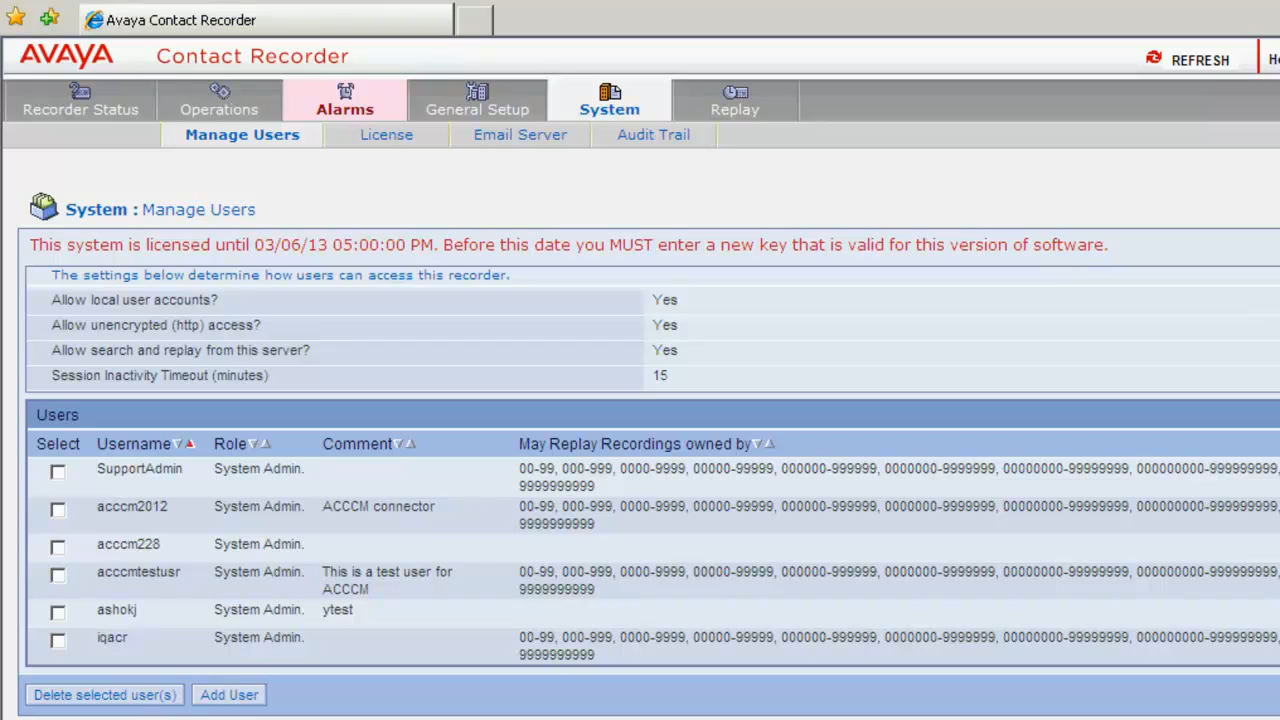 Avaya Contact Recorder
AVAYA Contact Recorder REFRESH
Recorder Status Operations Alarms General Setup System Replay
Manage Users License Email Server Audit Trail
System : Manage Users
This system is licensed until 03/06/13 05:00:00 PM. Before this date you MUST enter a new key that is valid for this version of software.
The settings below determine how users can access this recorder.
Allow local user accounts? Yes
Allow unencrypted (http) access? Yes
Allow search and replay from this server? Yes
Session Inactivity Timeout (minutes) 15
Users
Select Username Role Comment May Replay Recordings owned by
SupportAdmin System Admin. 00-99, 000-999, 0000-9999, 00000-99999, 000000-999999, 0000000-9999999, 00000000-99999999, 000000000-999999999,
9999999999
acccm2012 System Admin. ACCCM connector 00-99, 000-999, 0000-9999, 00000-99999, 000000-999999, 0000000-9999999, 00000000-99999999, 000000000-999999999,
9999999999
acccm228 System Admin.
acccmtestusr System Admin. This is a test user for 00-99, 000-999, 0000-9999, 00000-99999, 000000-999999, 0000000-9999999, 00000000-99999999, 000000000-999999999,
ACCCM 9999999999
ashokj System Admin. ytest
iqacr System Admin. 00-99, 000-999, 0000-9999, 00000-99999, 000000-999999, 0000000-9999999, 00000000-99999999, 000000000-999999999,
9999999999
Delete selected user(s) Add User